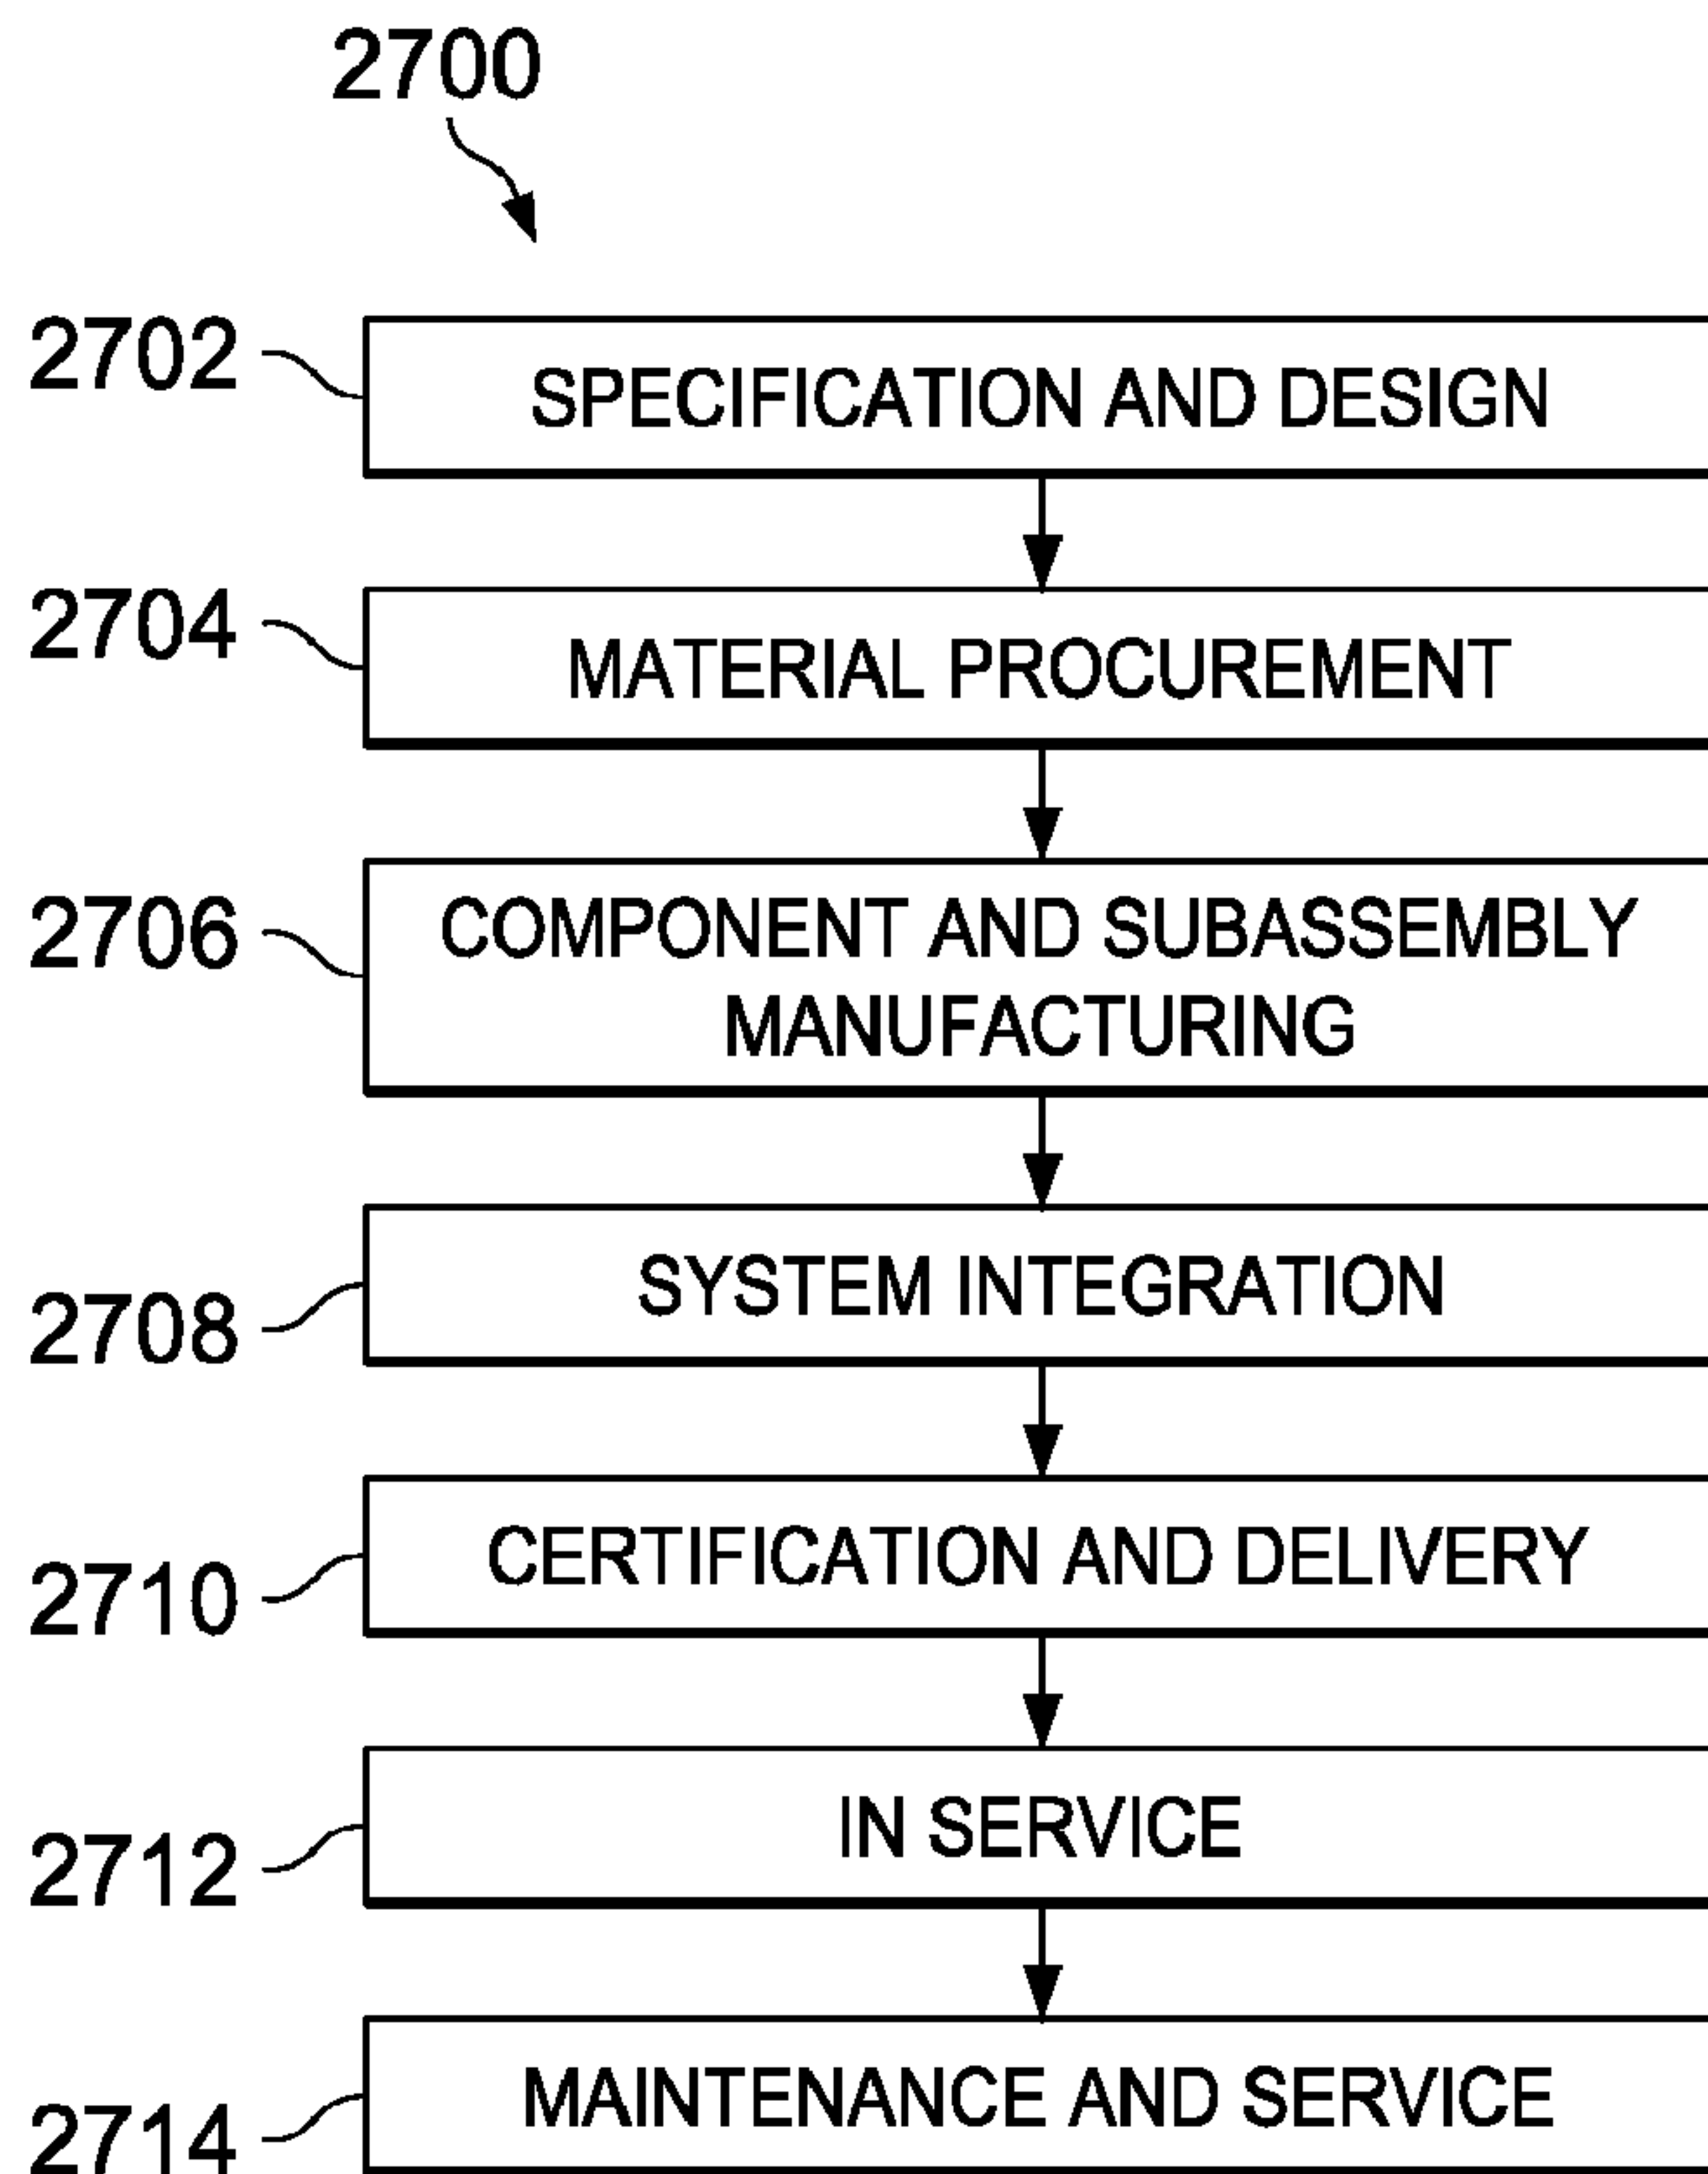 2700
2702
SPECIFICATION AND DESIGN
2704
MATERIAL PROCUREMENT
2706
COMPONENT AND SUBASSEMBLY
MANUFACTURING
2708
SYSTEM INTEGRATION
2710
CERTIFICATION AND DELIVERY
2712
IN SERVICE
2714
MAINTENANCE AND SERVICE